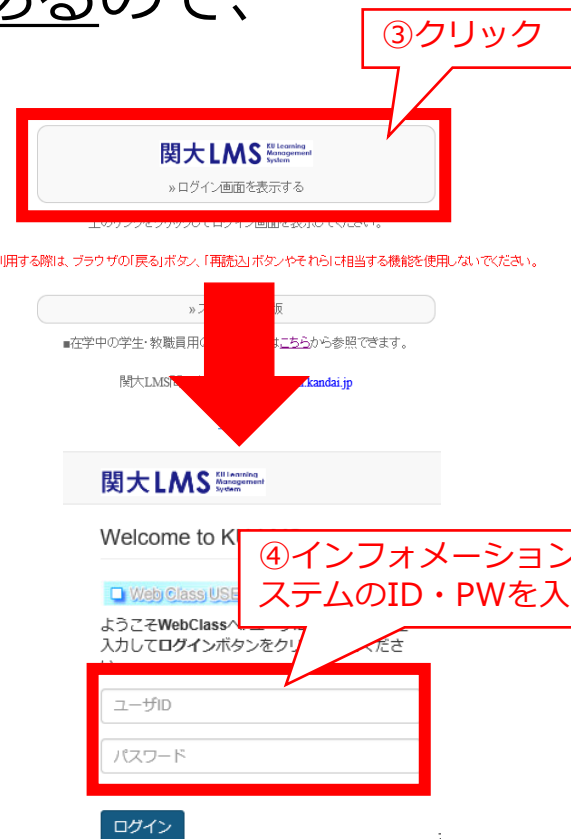 あるので、
③クリック
関大LMS KU Learning Management System
»ログイン画面を表示する
上のリンクをクリックしてログイン画面を表示してください。
用する際は、ブラウザの「戻る」ボタン、「再読込」ボタンやそれらに相当する機能を使用しないでください。
»ス 版
■在学中の学生・教職員用の はこちらから参照できます。
関大LMS .kandai.jp
関大LMS KU Learning Management System
Welcome to K
④インフォメーション
ステムのID・PWを入
Web Class USE
ようこそWebClassへ
入力してログインボタンをクリ くださ
ユーザID
パスワード
ログイン